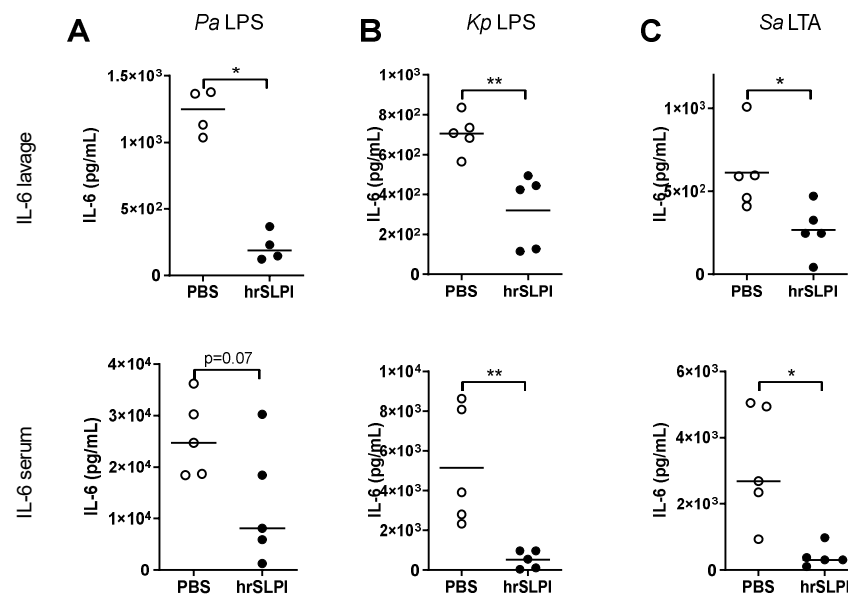 A
Pa LPS
B
Kp LPS
C
Sa LTA
IL-6 lavage
IL-6 (pg/mL)
1.5×10³
1×10³
5×10²
0
*
PBS
hrSLPI
IL-6 (pg/mL)
1×10³
8×10²
6×10²
4×10²
2×10²
0
**
PBS
hrSLPI
IL-6 (pg/mL)
1×10³
5×10²
0
*
PBS
hrSLPI
IL-6 serum
IL-6 (pg/mL)
4×10⁴
3×10⁴
2×10⁴
1×10⁴
0
p=0.07
PBS
hrSLPI
IL-6 (pg/mL)
1×10⁴
8×10³
6×10³
4×10³
2×10³
0
**
PBS
hrSLPI
IL-6 (pg/mL)
6×10³
4×10³
2×10³
0
*
PBS
hrSLPI